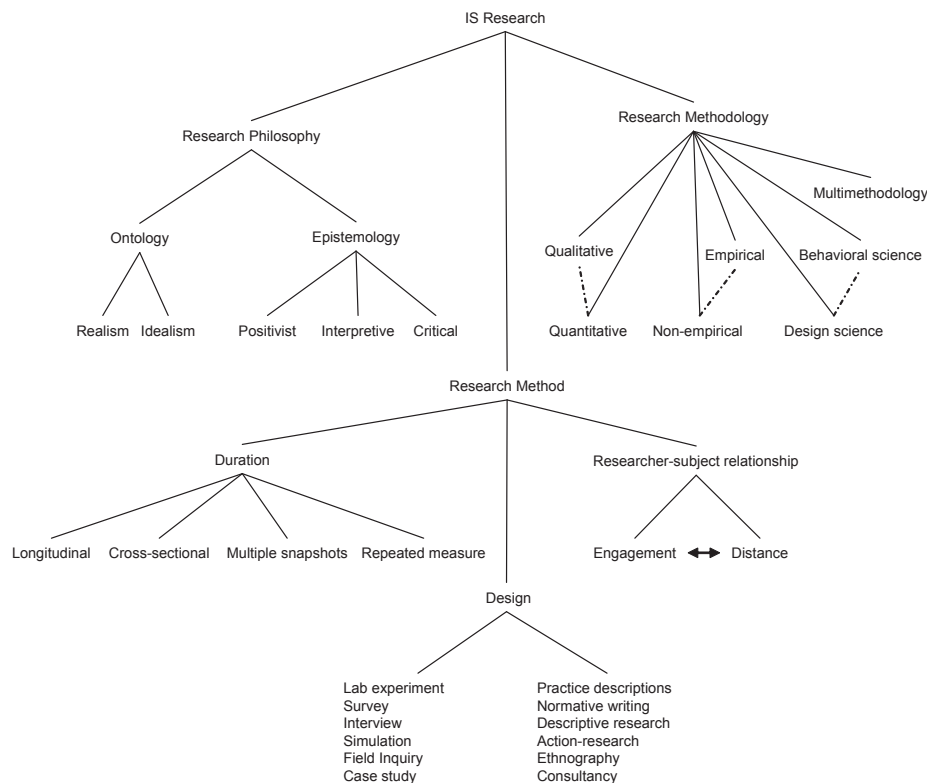 IS Research
Research Philosophy
Research Methodology
Multimethodology
Ontology
Epistemology
Qualitative
Empirical
Behavioral science
Realism
Idealism
Positivist
Interpretive
Critical
Quantitative
Non-empirical
Design science
Research Method
Duration
Researcher-subject relationship
Longitudinal
Cross-sectional
Multiple snapshots
Repeated measure
Engagement
Distance
Design
Lab experiment
Survey
Interview
Simulation
Field Inquiry
Case study
Practice descriptions
Normative writing
Descriptive research
Action-research
Ethnography
Consultancy